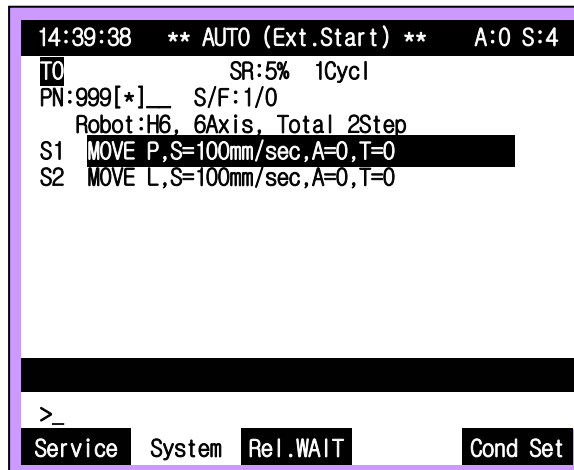 14:39:38 ** AUTO (Ext.Start) ** A:0 S:4
T0 SR:5% 1Cycl
PN:999[*]__ S/F:1/0
Robot:H6, 6Axis, Total 2Step
S1 MOVE P,S=100mm/sec,A=0,T=0
S2 MOVE L,S=100mm/sec,A=0,T=0
>_
Service System Rel.WAIT Cond Set